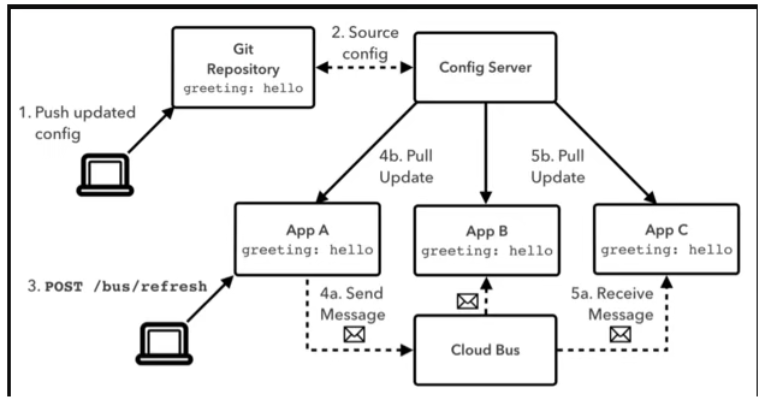 Git
Repository
greeting: hello
2. Source
config
Config Server
1. Push updated
config
4b. Pull
Update
5b. Pull
Update
App A
greeting: hello
App B
greeting: hello
App C
greeting: hello
3. POST /bus/refresh
4a. Send
Message
5a. Receive
Message
Cloud Bus